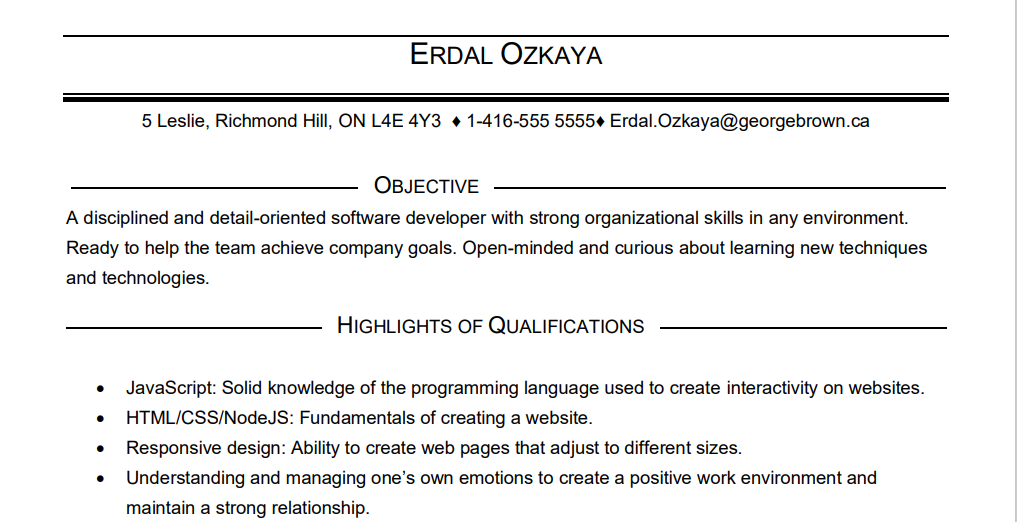 ERDAL OZKAYA
5 Leslie, Richmond Hill, ON L4E 4Y3 ♦ 1-416-555 5555♦ Erdal.Ozkaya@georgebrown.ca
OBJECTIVE
A disciplined and detail-oriented software developer with strong organizational skills in any environment.
Ready to help the team achieve company goals. Open-minded and curious about learning new techniques
and technologies.
HIGHLIGHTS OF QUALIFICATIONS
• JavaScript: Solid knowledge of the programming language used to create interactivity on websites.
• HTML/CSS/NodeJS: Fundamentals of creating a website.
• Responsive design: Ability to create web pages that adjust to different sizes.
• Understanding and managing one’s own emotions to create a positive work environment and
maintain a strong relationship.